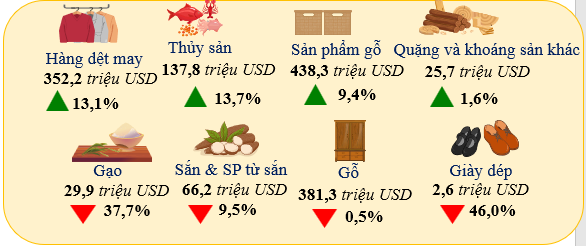 Hàng dệt may
352,2 triệu USD
13,1%
Thủy sản
137,8 triệu USD
13,7%
Sản phẩm gỗ
438,3 triệu USD
9,4%
Quặng và khoáng sản khác
25,7 triệu USD
1,6%
Gạo
29,9 triệu USD
37,7%
Sắn & SP từ sắn
66,2 triệu USD
9,5%
Gỗ
381,3 triệu USD
0,5%
Giày dép
2,6 triệu USD
46,0%